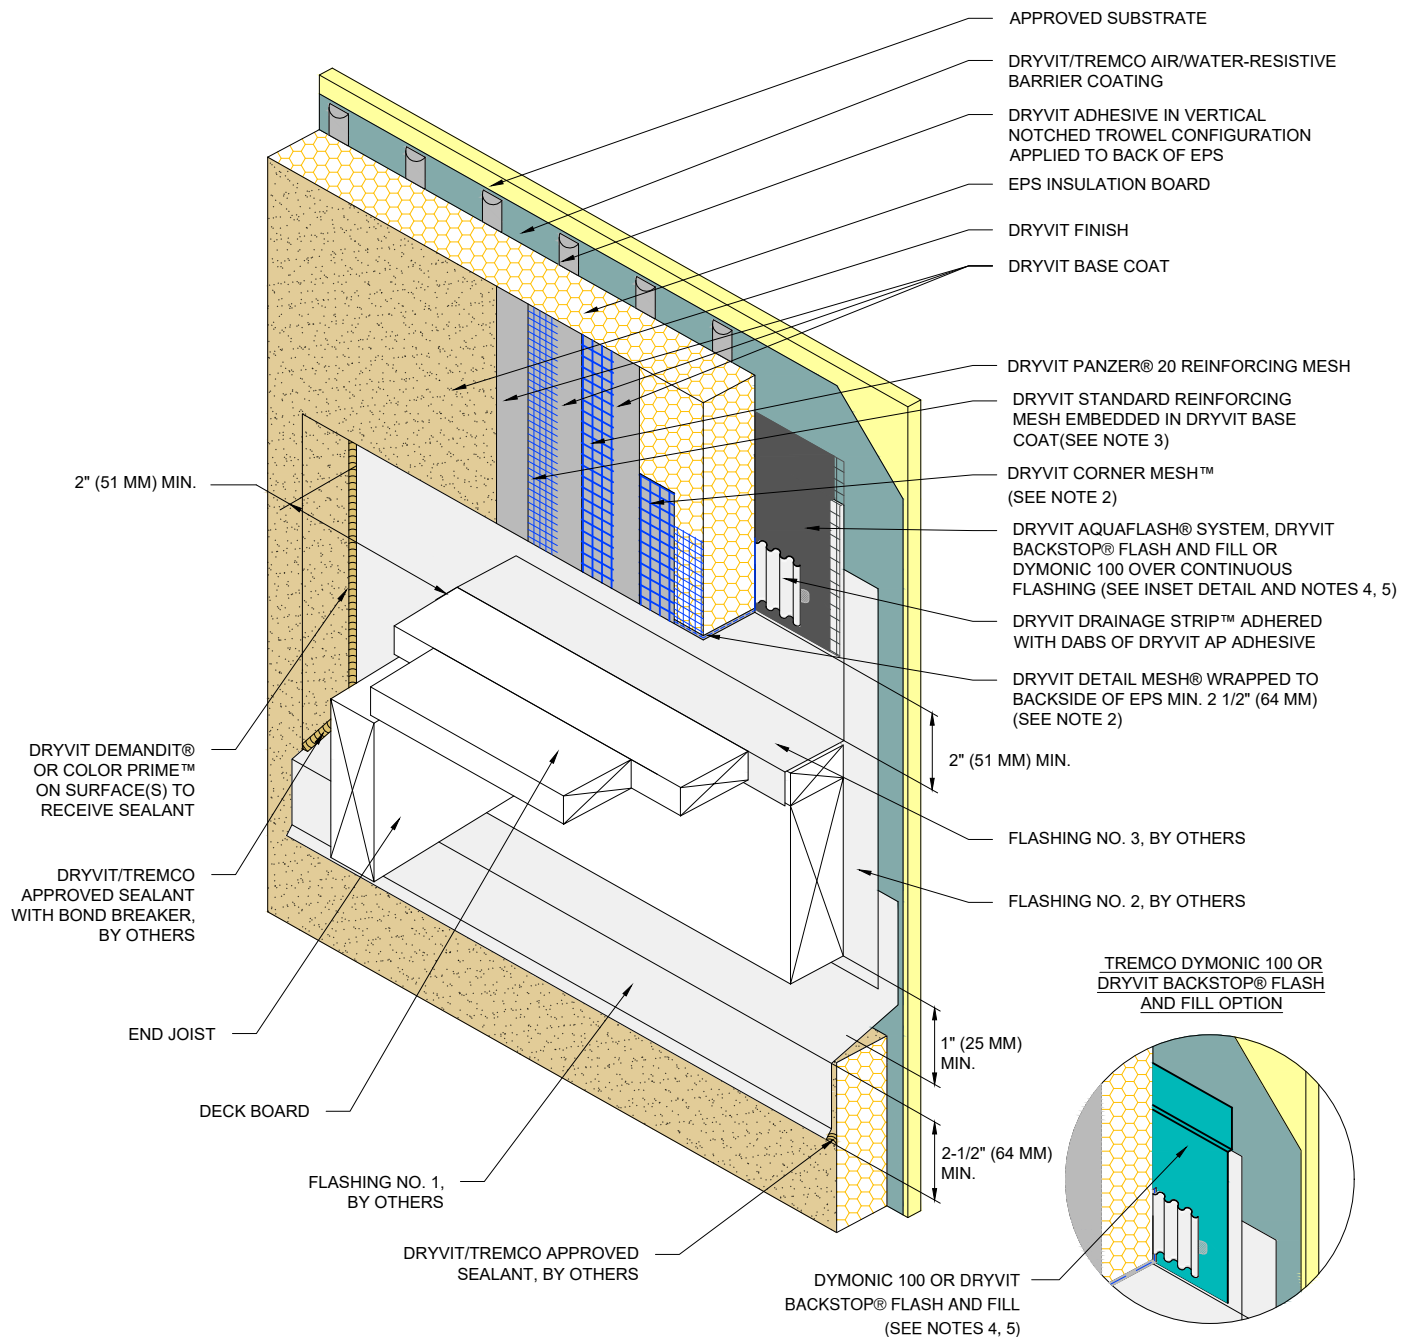 APPROVED SUBSTRATE
DRYVIT/TREMCO AIR/WATER-RESISTIVE
BARRIER COATING
DRYVIT ADHESIVE IN VERTICAL
NOTCHED TROWEL CONFIGURATION
APPLIED TO BACK OF EPS
EPS INSULATION BOARD
DRYVIT FINISH
DRYVIT BASE COAT
DRYVIT PANZER® 20 REINFORCING MESH
DRYVIT STANDARD REINFORCING
MESH EMBEDDED IN DRYVIT BASE
COAT(SEE NOTE 3)
DRYVIT CORNER MESH™
(SEE NOTE 2)
DRYVIT AQUAFLASH® SYSTEM, DRYVIT
BACKSTOP® FLASH AND FILL OR
DYMONIC 100 OVER CONTINUOUS
FLASHING (SEE INSET DETAIL AND NOTES 4, 5)
DRYVIT DRAINAGE STRIP™ ADHERED
WITH DABS OF DRYVIT AP ADHESIVE
DRYVIT DETAIL MESH® WRAPPED TO
BACKSIDE OF EPS MIN. 2 1/2" (64 MM)
(SEE NOTE 2)
2" (51 MM) MIN.
FLASHING NO. 3, BY OTHERS
FLASHING NO. 2, BY OTHERS
2" (51 MM) MIN.
DRYVIT DEMANDIT®
OR COLOR PRIME™
ON SURFACE(S) TO
RECEIVE SEALANT
DRYVIT/TREMCO
APPROVED SEALANT
WITH BOND BREAKER,
BY OTHERS
END JOIST
DECK BOARD
FLASHING NO. 1,
BY OTHERS
DRYVIT/TREMCO APPROVED
SEALANT, BY OTHERS
1" (25 MM)
MIN.
2-1/2" (64 MM)
MIN.
TREMCO DYMONIC 100 OR
DRYVIT BACKSTOP® FLASH
AND FILL OPTION
DYMONIC 100 OR DRYVIT
BACKSTOP® FLASH AND FILL
(SEE NOTES 4, 5)